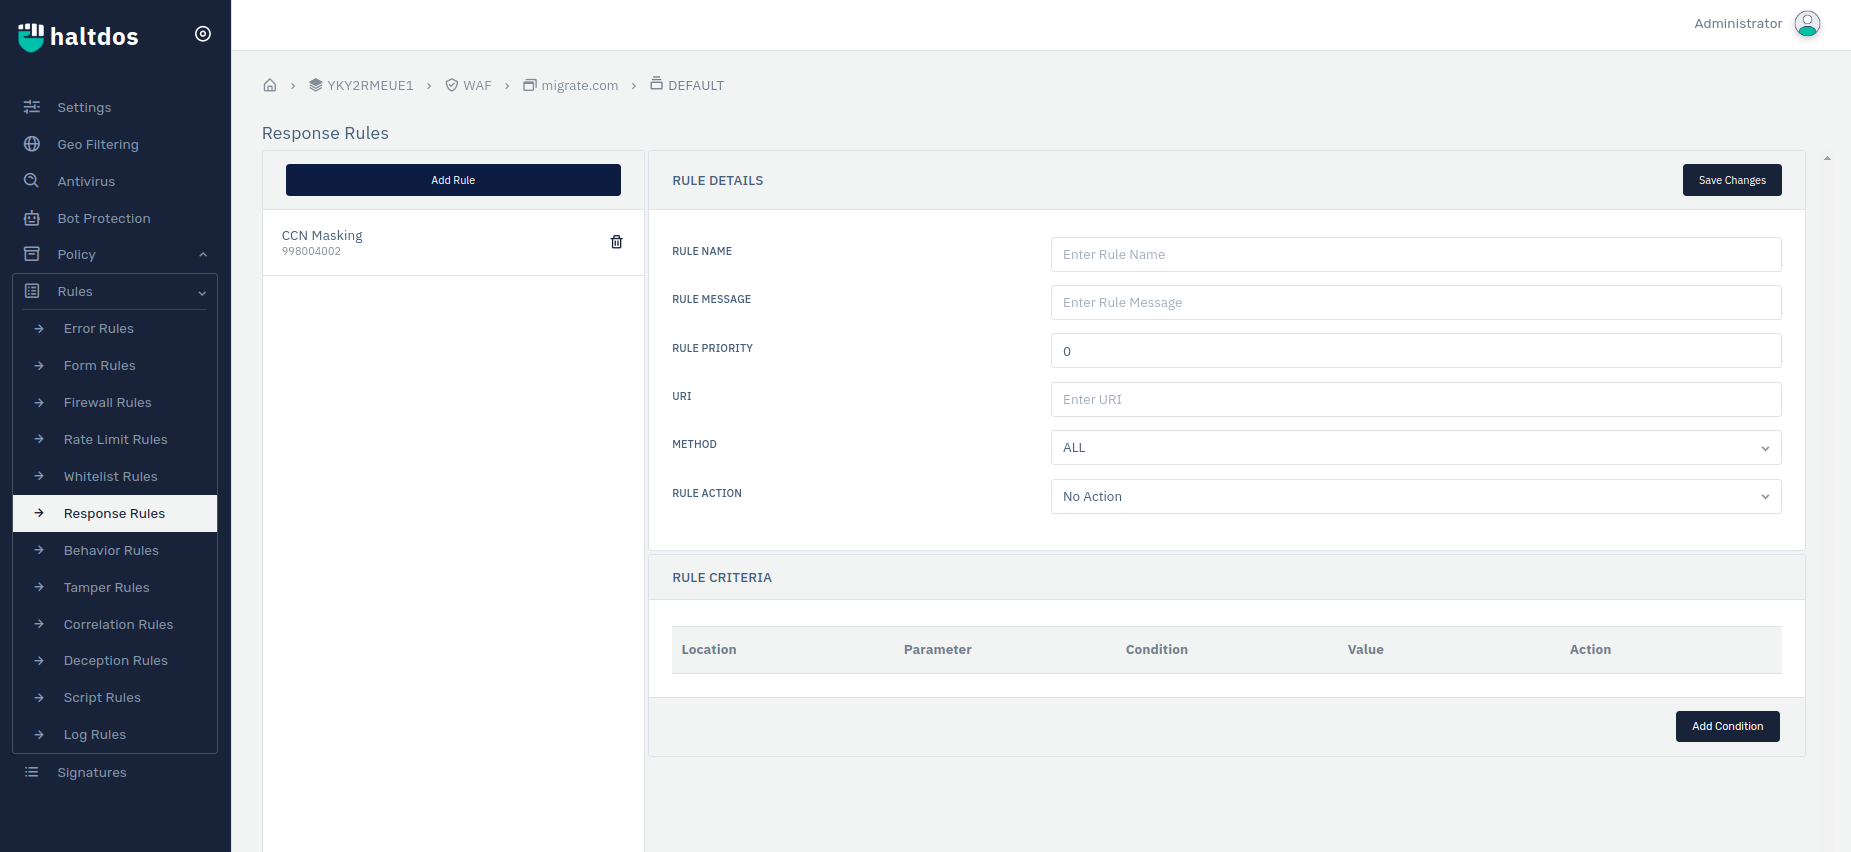 haltdos
Administrator
Settings
Geo Filtering
Antivirus
Bot Protection
Policy
Rules
Error Rules
Form Rules
Firewall Rules
Rate Limit Rules
Whitelist Rules
Response Rules
Behavior Rules
Tamper Rules
Correlation Rules
Deception Rules
Script Rules
Log Rules
Signatures
YKY2RMEUE1 › WAF › migrate.com › DEFAULT
Response Rules
Add Rule
CCN Masking
998004002
RULE DETAILS
Save Changes
RULE NAME
Enter Rule Name
RULE MESSAGE
Enter Rule Message
RULE PRIORITY
0
URI
Enter URI
METHOD
ALL
RULE ACTION
No Action
RULE CRITERIA
Location Parameter Condition Value Action
Add Condition